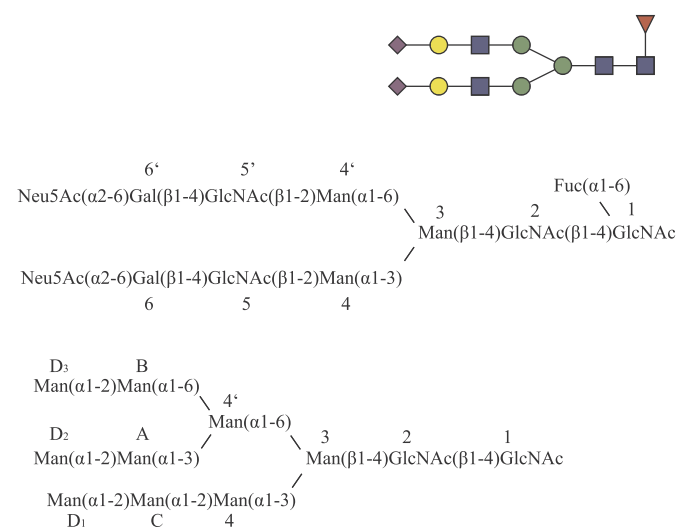 6‘ 5’ 4‘
Neu5Ac(α2-6)Gal(β1-4)GlcNAc(β1-2)Man(α1-6)
Fuc(α1-6)
3 2 1
Man(β1-4)GlcNAc(β1-4)GlcNAc
Neu5Ac(α2-6)Gal(β1-4)GlcNAc(β1-2)Man(α1-3)
6 5 4
D3 B
Man(α1-2)Man(α1-6)
4‘
Man(α1-6)
D2 A
3 2 1
Man(α1-2)Man(α1-3)
Man(β1-4)GlcNAc(β1-4)GlcNAc
Man(α1-2)Man(α1-2)Man(α1-3)
D1 C 4